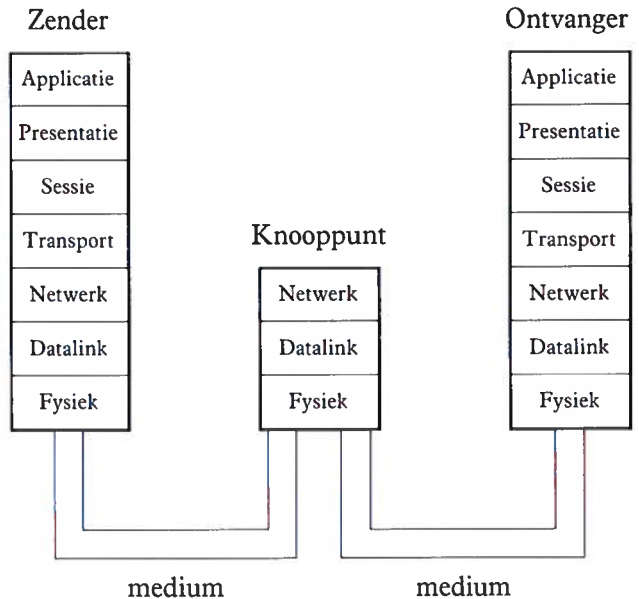 Zender
Applicatie
Presentatie
Sessie
Transport
Netwerk
Datalink
Fysiek
Knooppunt
Netwerk
Datalink
Fysiek
Ontvanger
Applicatie
Presentatie
Sessie
Transport
Netwerk
Datalink
Fysiek
medium
medium